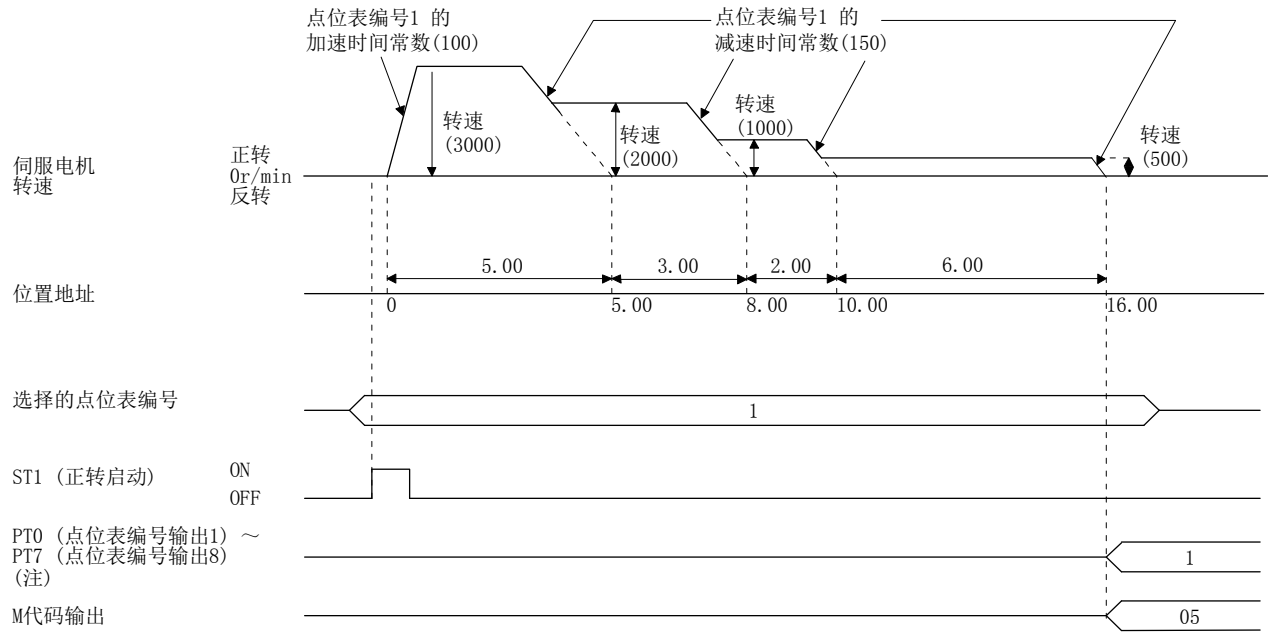 点位表编号1 的
加速时间常数(100)
点位表编号1 的
减速时间常数(150)
转速
(3000)
转速
(2000)
转速
(1000)
转速
(500)
伺服电机
转速
正转
0r/min
反转
5.00
3.00
2.00
6.00
位置地址
0
5.00
8.00
10.00
16.00
选择的点位表编号
1
ST1 (正转启动)
ON
OFF
PT0 (点位表编号输出1) ～
PT7 (点位表编号输出8)
(注)
1
M代码输出
05